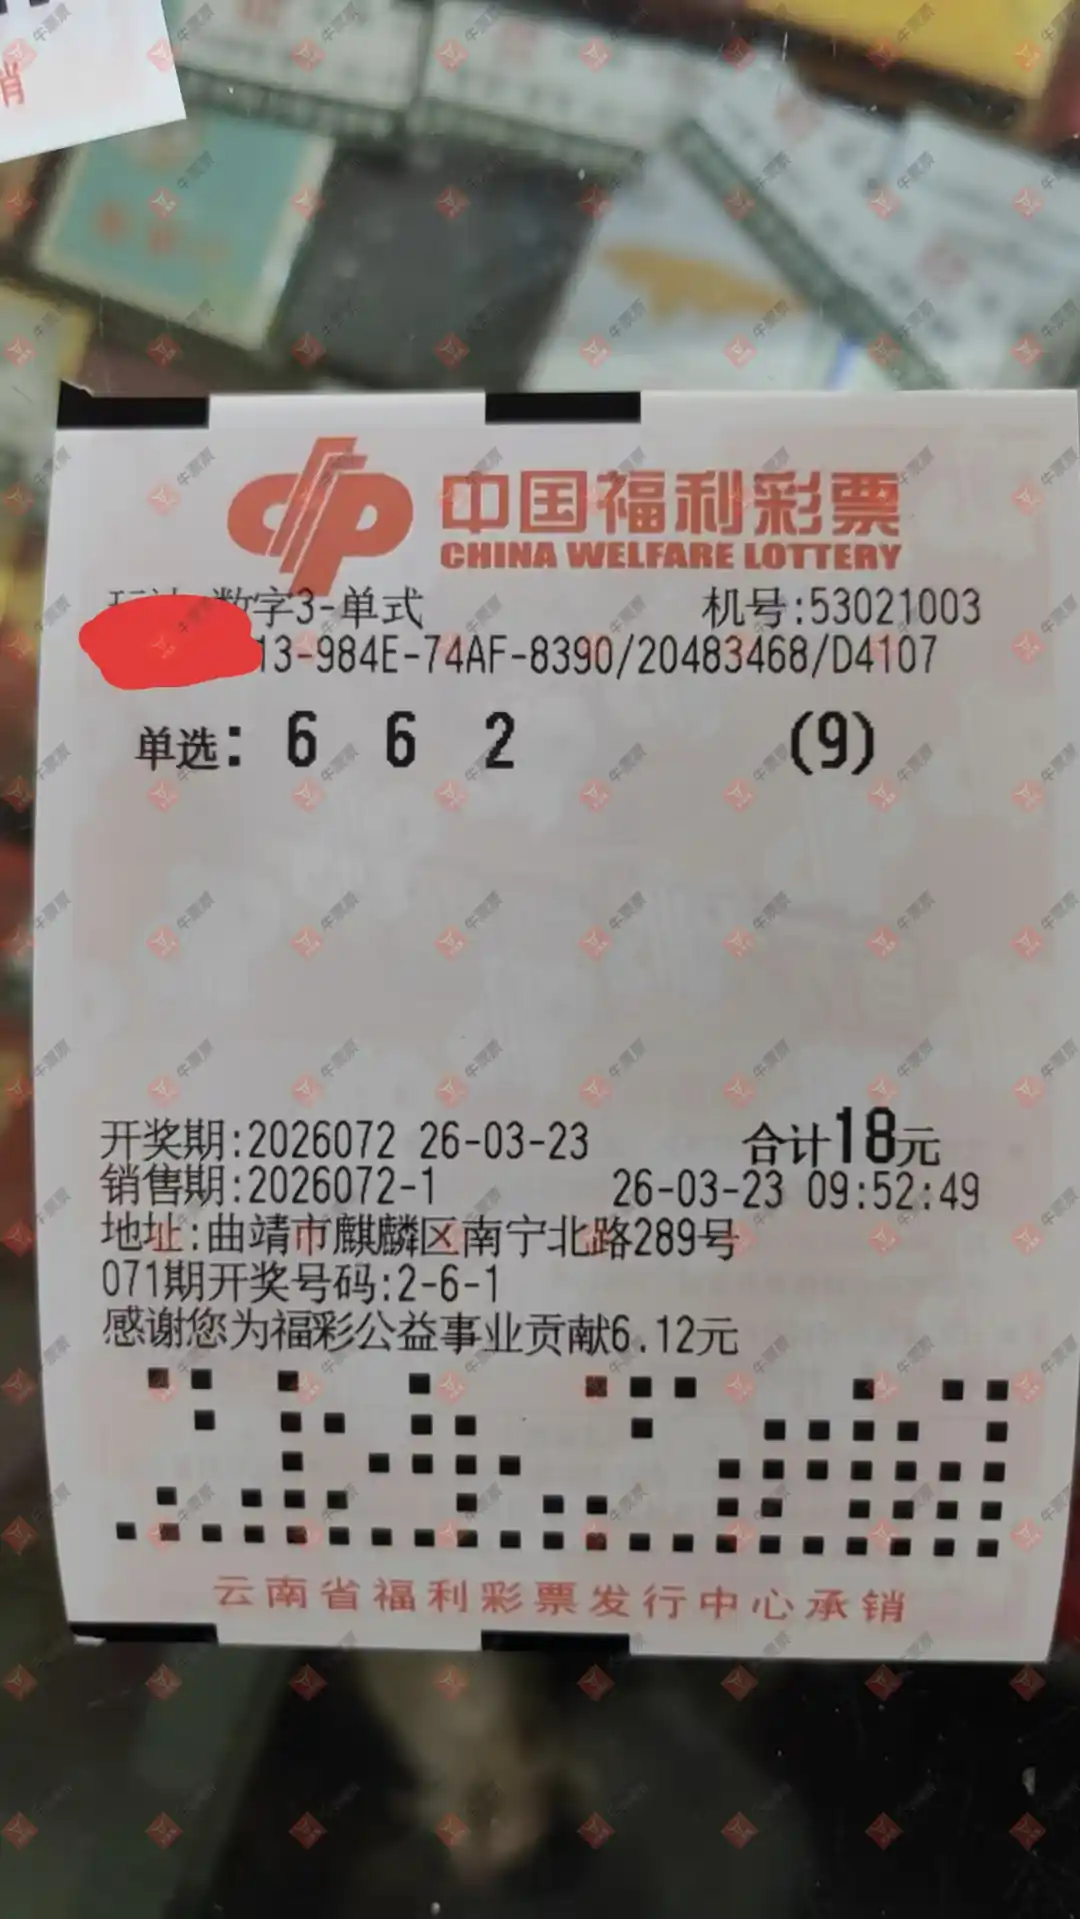 肖
中国福利彩票
CHINA WELFARE LOTTERY
数字3-单式 机号:53021003
13-984E-74AF-8390/20483468/D4107
单选: 6 6 2 (9)
开奖期:2026072 26-03-23 合计18元
销售期:2026072-1 26-03-23 09:52:49
地址:曲靖市麒麟区南宁北路289号
071期开奖号码:2-6-1
感谢您为福彩公益事业贡献6.12元
云南省福利彩票发行中心承销
牛票票